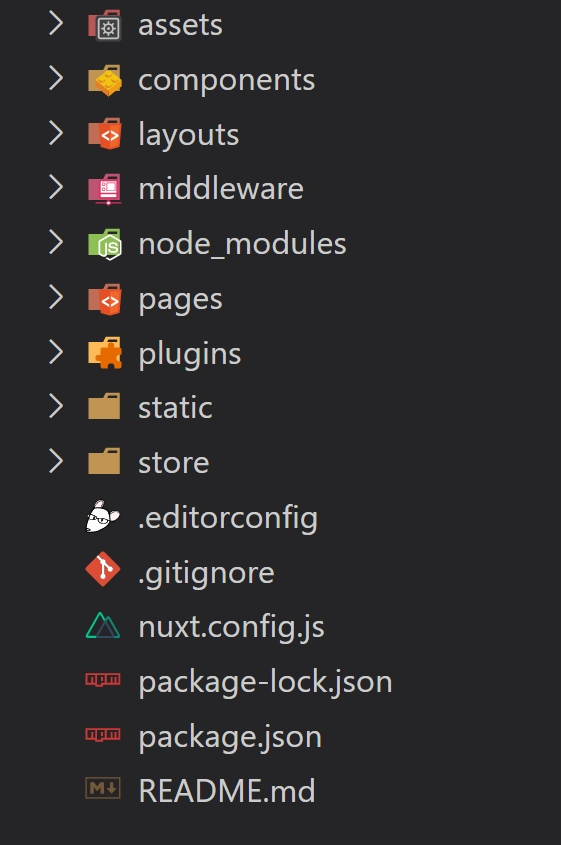 assets
components
layouts
middleware
node_modules
pages
plugins
static
store
.editorconfig
.gitignore
nuxt.config.js
package-lock.json
package.json
README.md